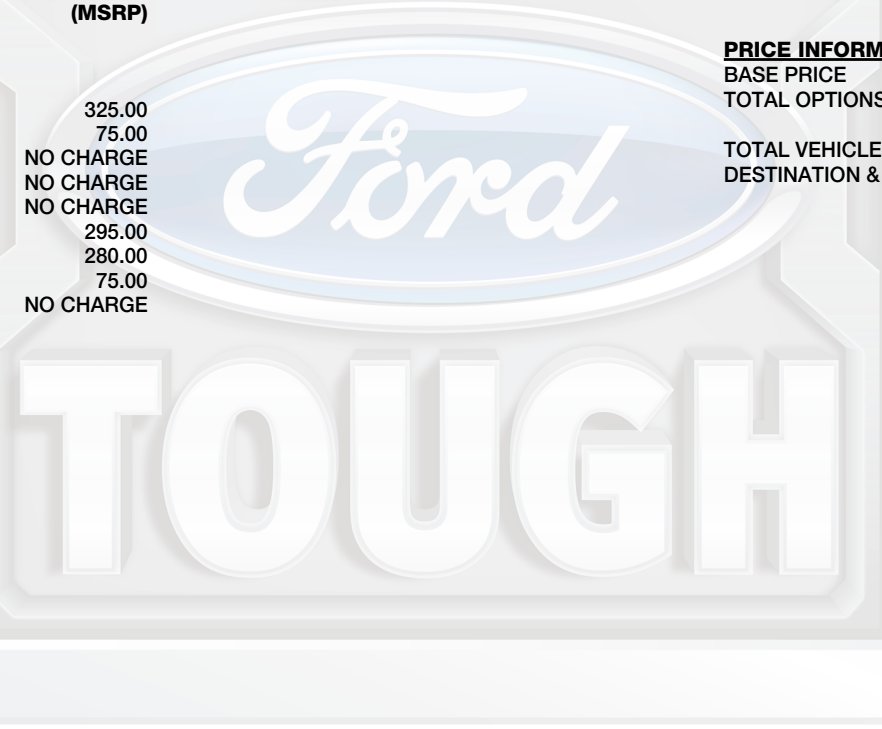 (MSRP)
325.00
75.00
NO CHARGE
NO CHARGE
NO CHARGE
295.00
280.00
75.00
NO CHARGE
PRICE INFORM
BASE PRICE
TOTAL OPTIONS
TOTAL VEHICLE
DESTINATION &
Ford
TOUGH